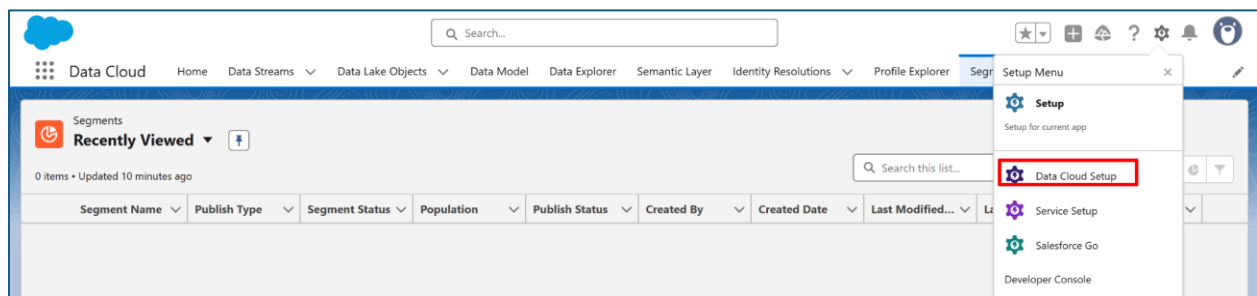 Search...
Data Cloud Home Data Streams Data Lake Objects Data Model Data Explorer Semantic Layer Identity Resolutions Profile Explorer Segr
Setup Menu
Setup
Setup for current app
Data Cloud Setup
Service Setup
Salesforce Go
Developer Console
Segments
Recently Viewed
0 items • Updated 10 minutes ago
Search this list...
Segment Name Publish Type Segment Status Population Publish Status Created By Created Date Last Modified... La